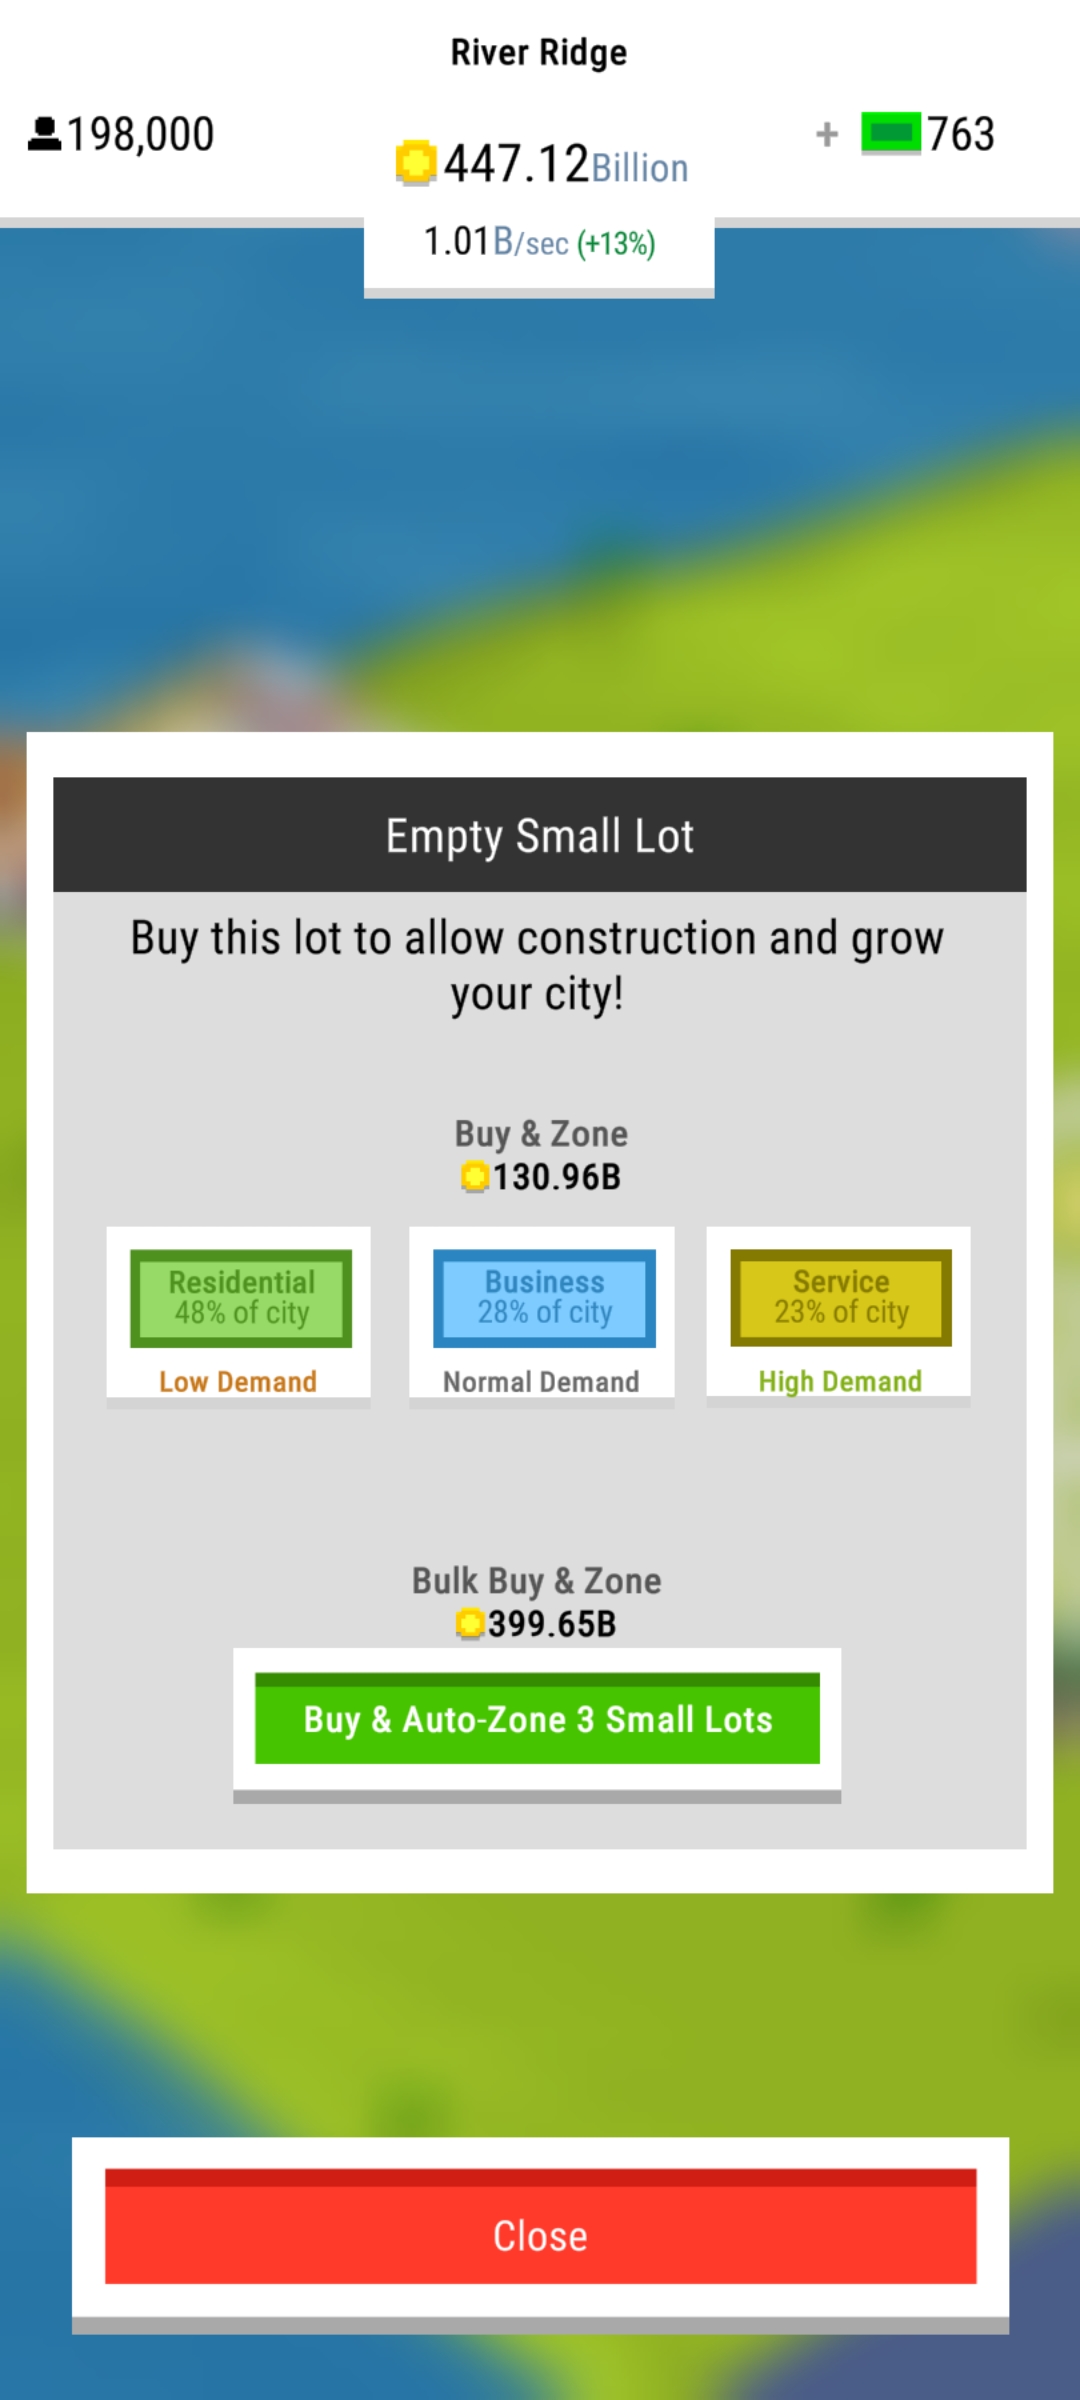 River Ridge
198,000
447.12Billion
+ 763
1.01B/sec (+13%)
Empty Small Lot
Buy this lot to allow construction and grow
your city!
Buy & Zone
130.96B
Residential
48% of city
Low Demand
Business
28% of city
Normal Demand
Service
23% of city
High Demand
Bulk Buy & Zone
399.65B
Buy & Auto-Zone 3 Small Lots
Close